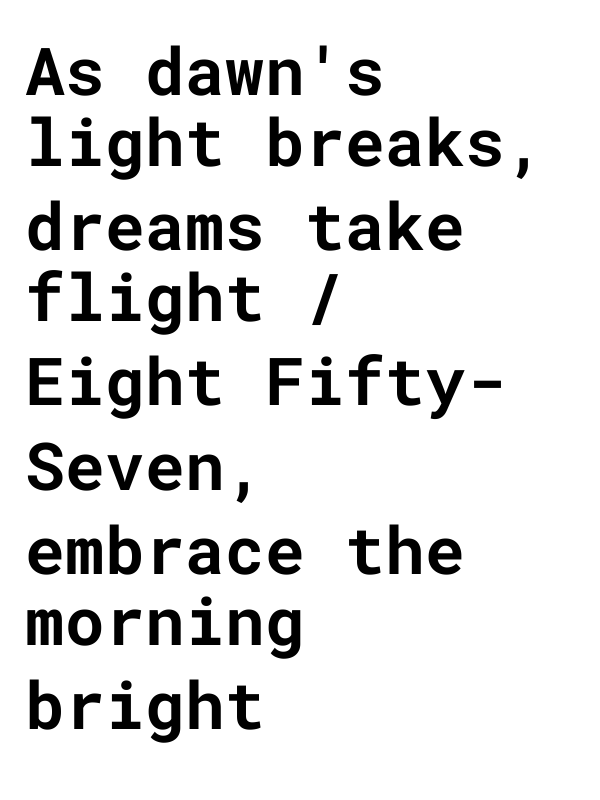 As dawn's
light breaks,
dreams take
flight /
Eight Fifty-
Seven,
embrace the
morning
bright